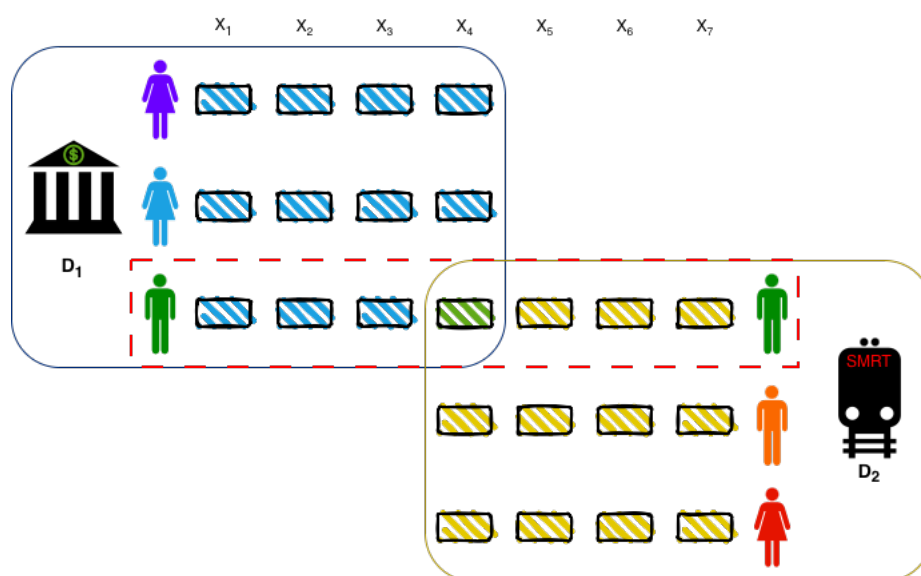 X₁ X₂ X₃ X₄ X₅ X₆ X₇
$
D₁
SMRT
D₂